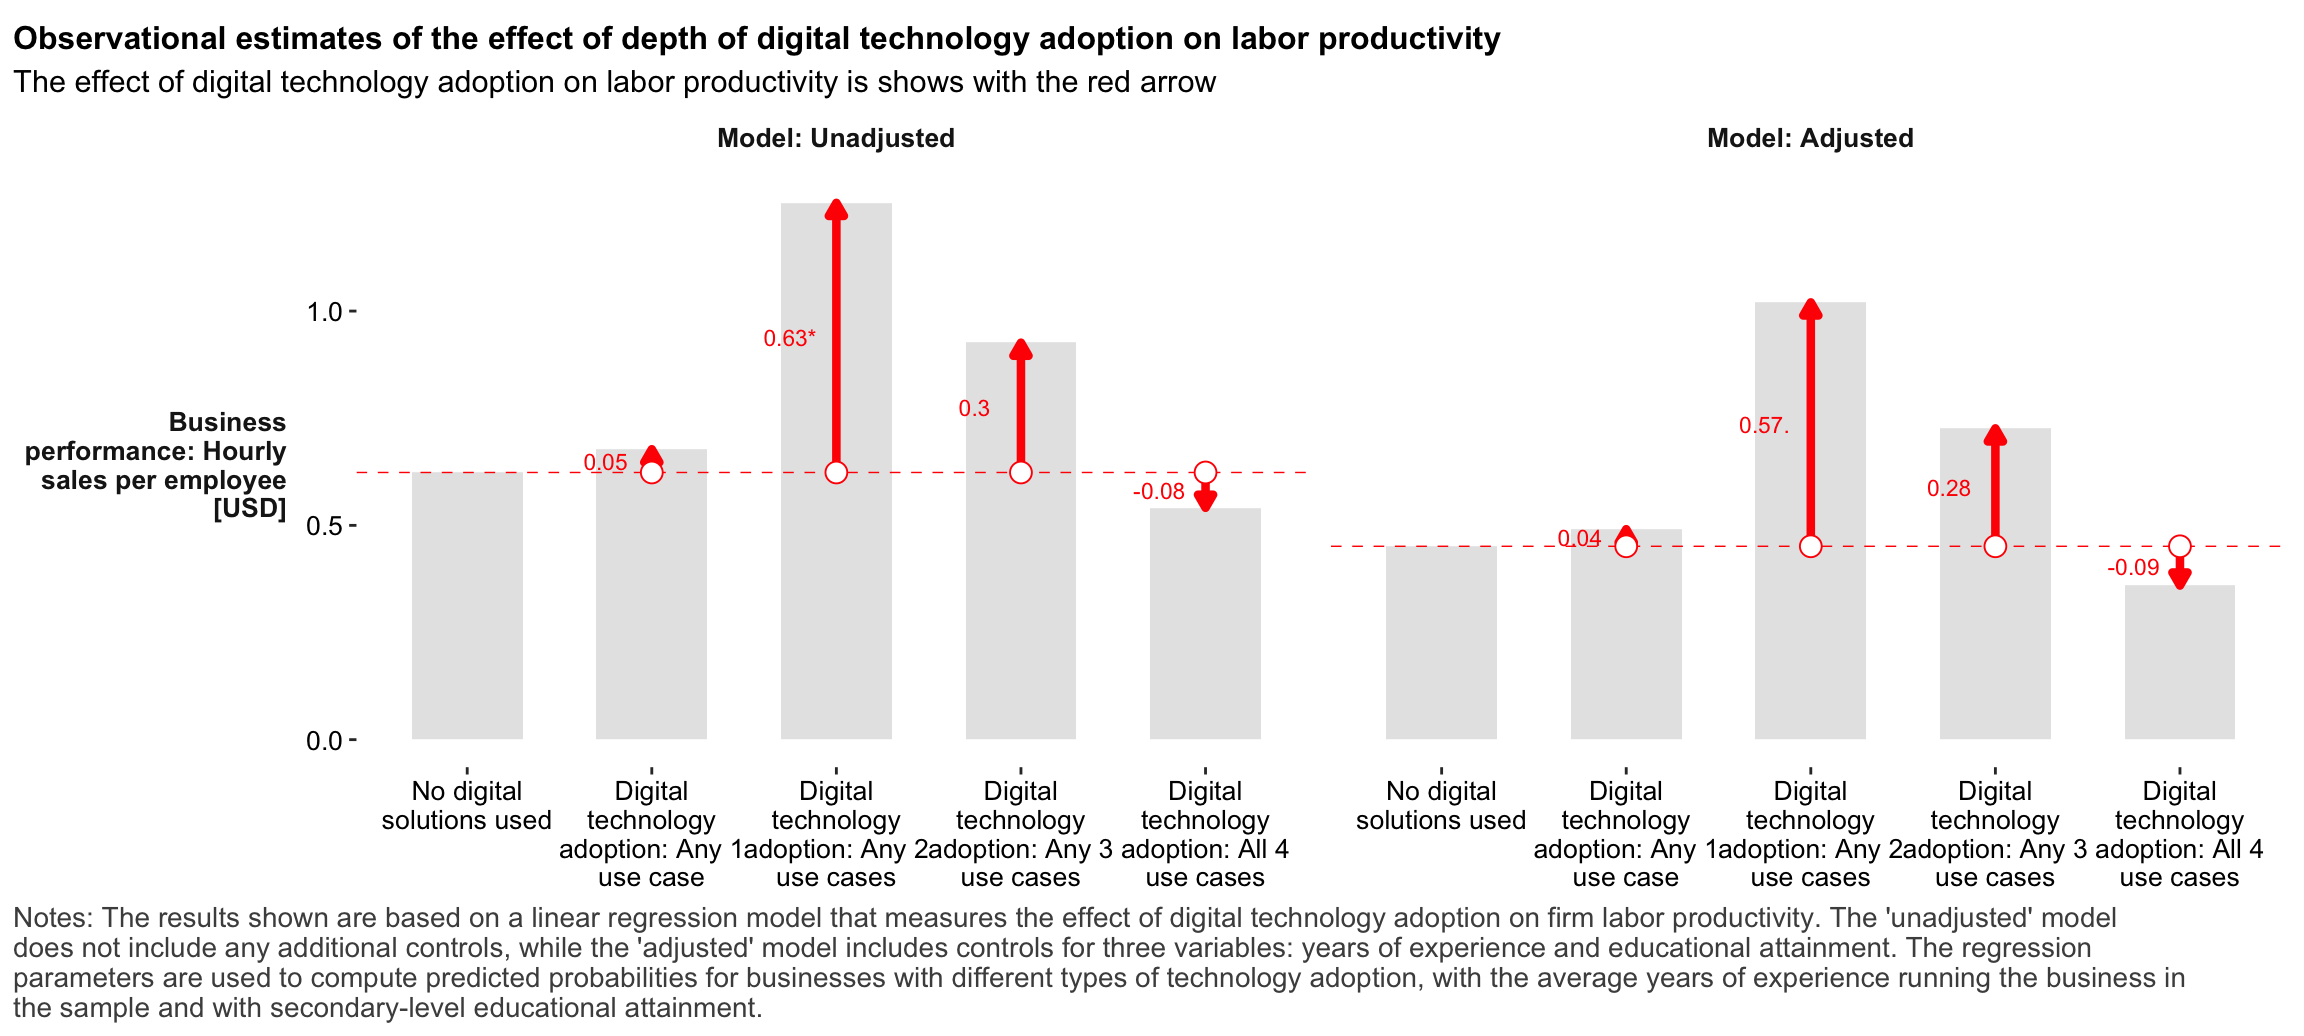 Observational estimates of the effect of depth of digital technology adoption on labor productivity
The effect of digital technology adoption on labor productivity is shows with the red arrow
Model: Unadjusted
Model: Adjusted
Business
performance: Hourly
sales per employee
[USD]
1.0
0.5
0.0
0.05
0.63*
0.3
-0.08
0.04
0.57.
0.28
-0.09
No digital
solutions used
Digital
technology
adoption: Any 1
use case
Digital
technology
adoption: Any 2
use cases
Digital
technology
adoption: Any 3
use cases
Digital
technology
adoption: All 4
use cases
No digital
solutions used
Digital
technology
adoption: Any 1
use case
Digital
technology
adoption: Any 2
use cases
Digital
technology
adoption: Any 3
use cases
Digital
technology
adoption: All 4
use cases
Notes: The results shown are based on a linear regression model that measures the effect of digital technology adoption on firm labor productivity. The 'unadjusted' model
does not include any additional controls, while the 'adjusted' model includes controls for three variables: years of experience and educational attainment. The regression
parameters are used to compute predicted probabilities for businesses with different types of technology adoption, with the average years of experience running the business in
the sample and with secondary-level educational attainment.